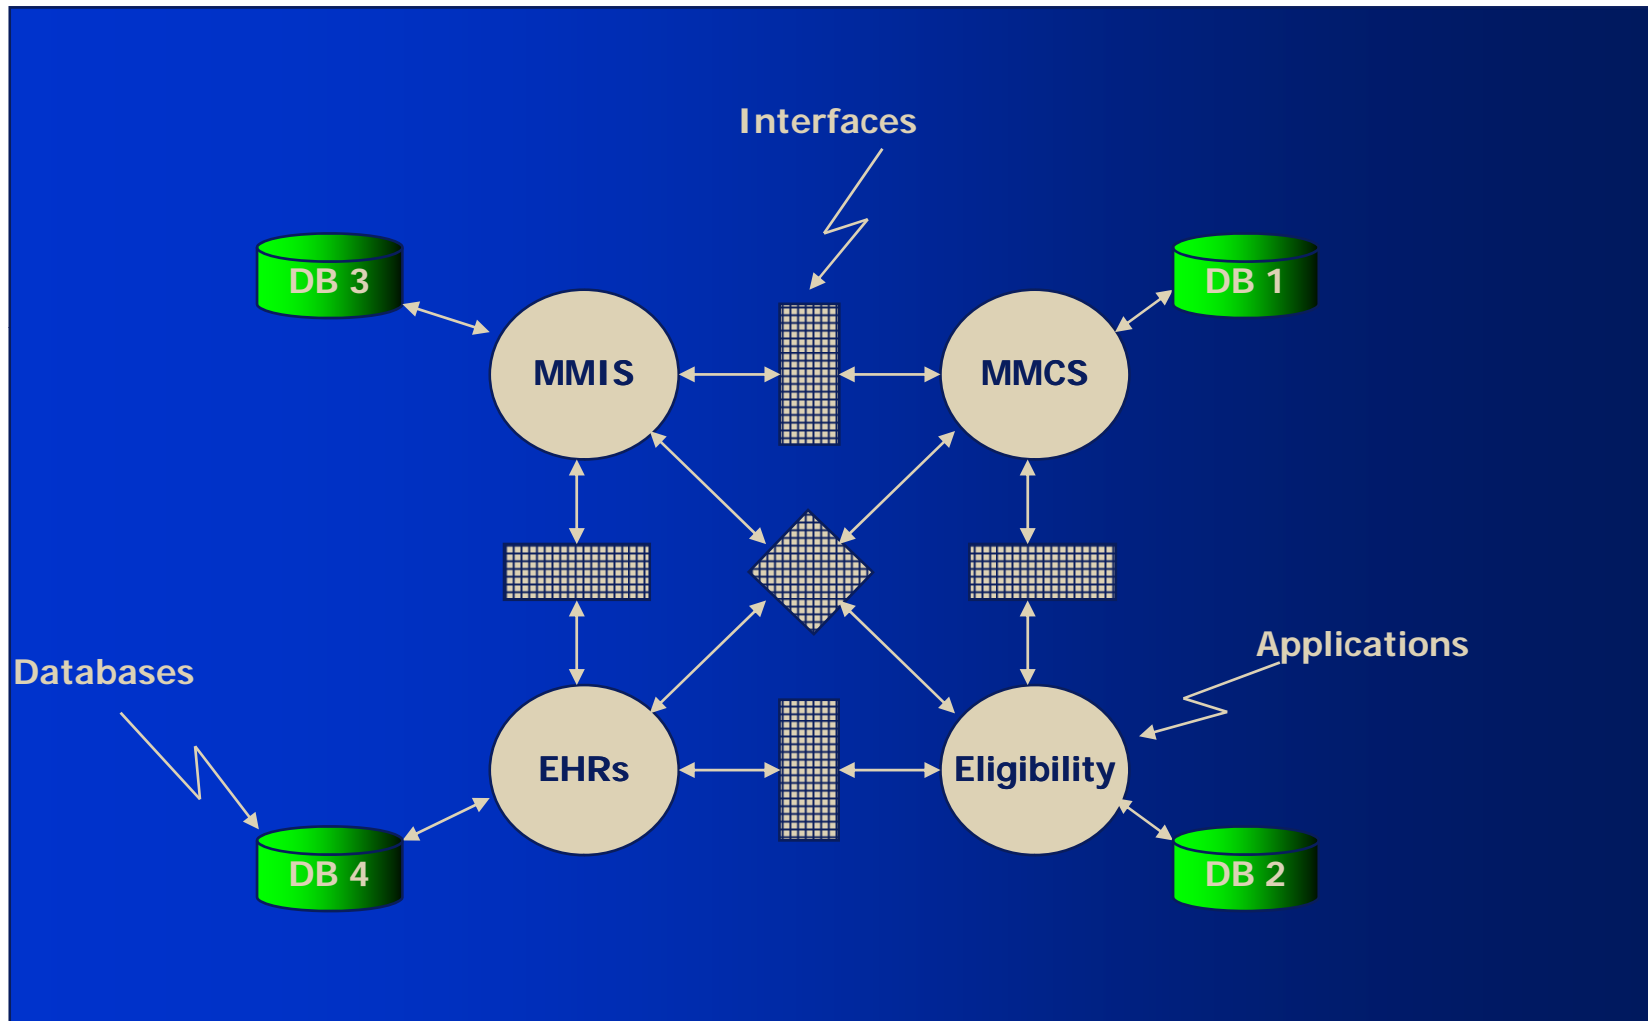 Interfaces
DB 3
DB 1
MMIS
MMCS
Applications
Databases
EHRs
Eligibility
DB 4
DB 2